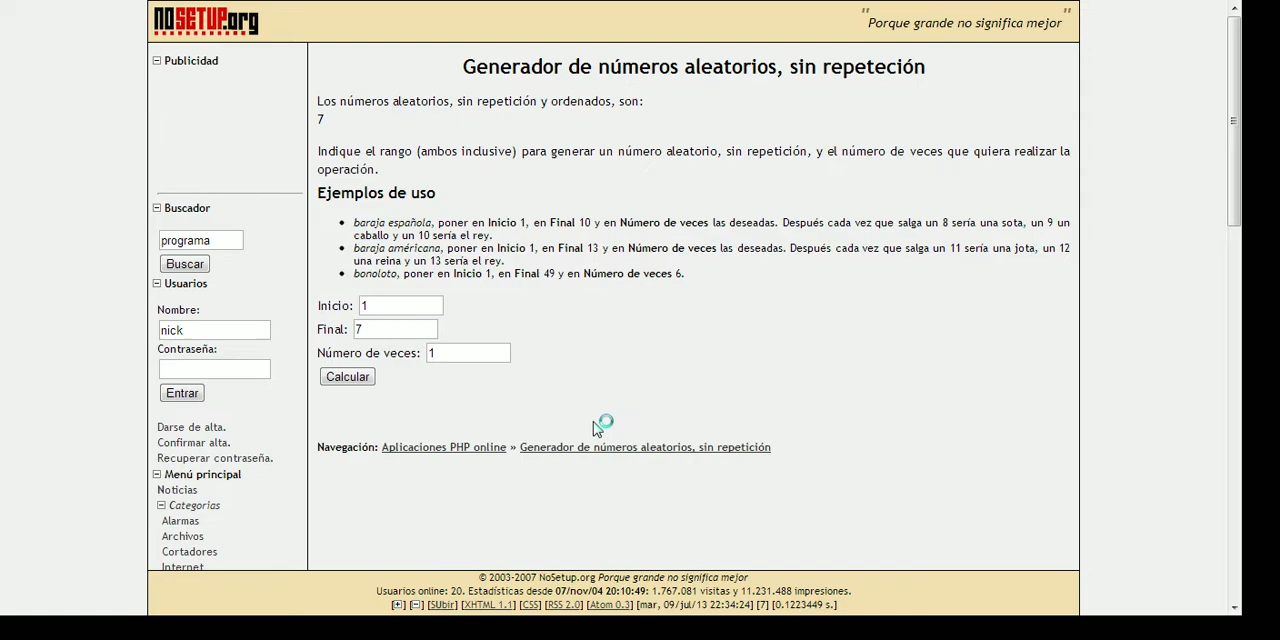 NOSETUP.org
" Porque grande no significa mejor "
Publicidad
Generador de números aleatorios, sin repeteción
Los números aleatorios, sin repetición y ordenados, son:
7
Indique el rango (ambos inclusive) para generar un número aleatorio, sin repetición, y el número de veces que quiera realizar la
operación.
Ejemplos de uso
• baraja española, poner en Inicio 1, en Final 10 y en Número de veces las deseadas. Después cada vez que salga un 8 sería una sota, un 9 un
caballo y un 10 sería el rey.
• baraja américana, poner en Inicio 1, en Final 13 y en Número de veces las deseadas. Después cada vez que salga un 11 sería una jota, un 12
una reina y un 13 sería el rey.
• bonoloto, poner en Inicio 1, en Final 49 y en Número de veces 6.
Inicio: 1
Final: 7
Número de veces: 1
Calcular
Navegación: Aplicaciones PHP online » Generador de números aleatorios, sin repetición
Buscador
programa
Buscar
Usuarios
Nombre:
nick
Contraseña:
Entrar
Darse de alta.
Confirmar alta.
Recuperar contraseña.
Menú principal
Noticias
Categorias
Alarmas
Archivos
Cortadores
Internet
© 2003-2007 NoSetup.org Porque grande no significa mejor
Usuarios online: 20. Estadísticas desde 07/nov/04 20:10:49: 1.767.081 visitas y 11.231.488 impresiones.
[+] [-] [SUbir] [XHTML 1.1] [CSS] [RSS 2.0] [Atom 0.3] [mar, 09/jul/13 22:34:24] [7] [0.1223449 s.]